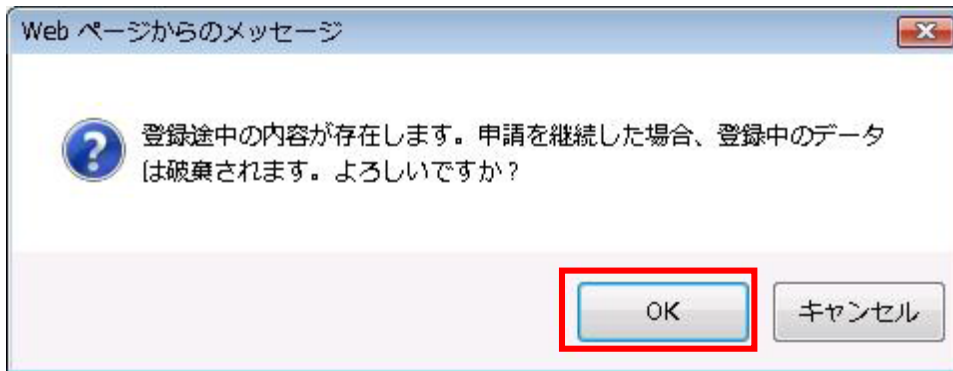 Web ページからのメッセージ
登録途中の内容が存在します。申請を継続した場合、登録中のデータ
は破棄されます。よろしいですか？
OK
キャンセル